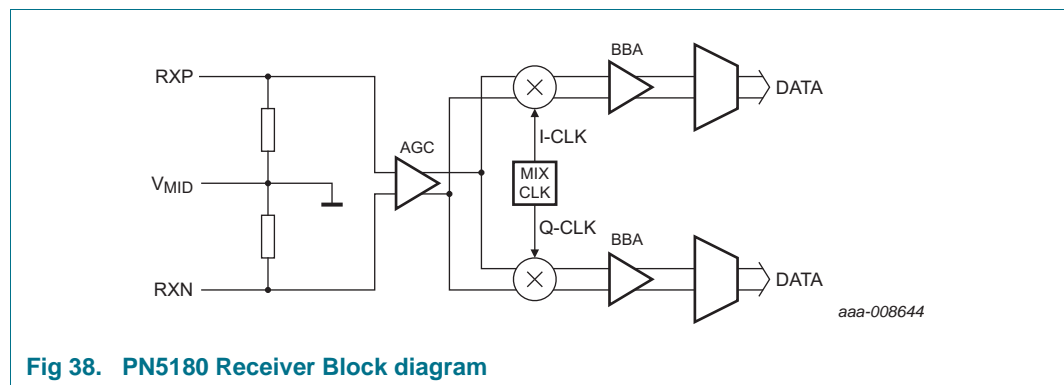 BBA
RXP
DATA
I-CLK
AGC
MIX
CLK
VMID
Q-CLK
BBA
RXN
DATA
aaa-008644
Fig 38. PN5180 Receiver Block diagram